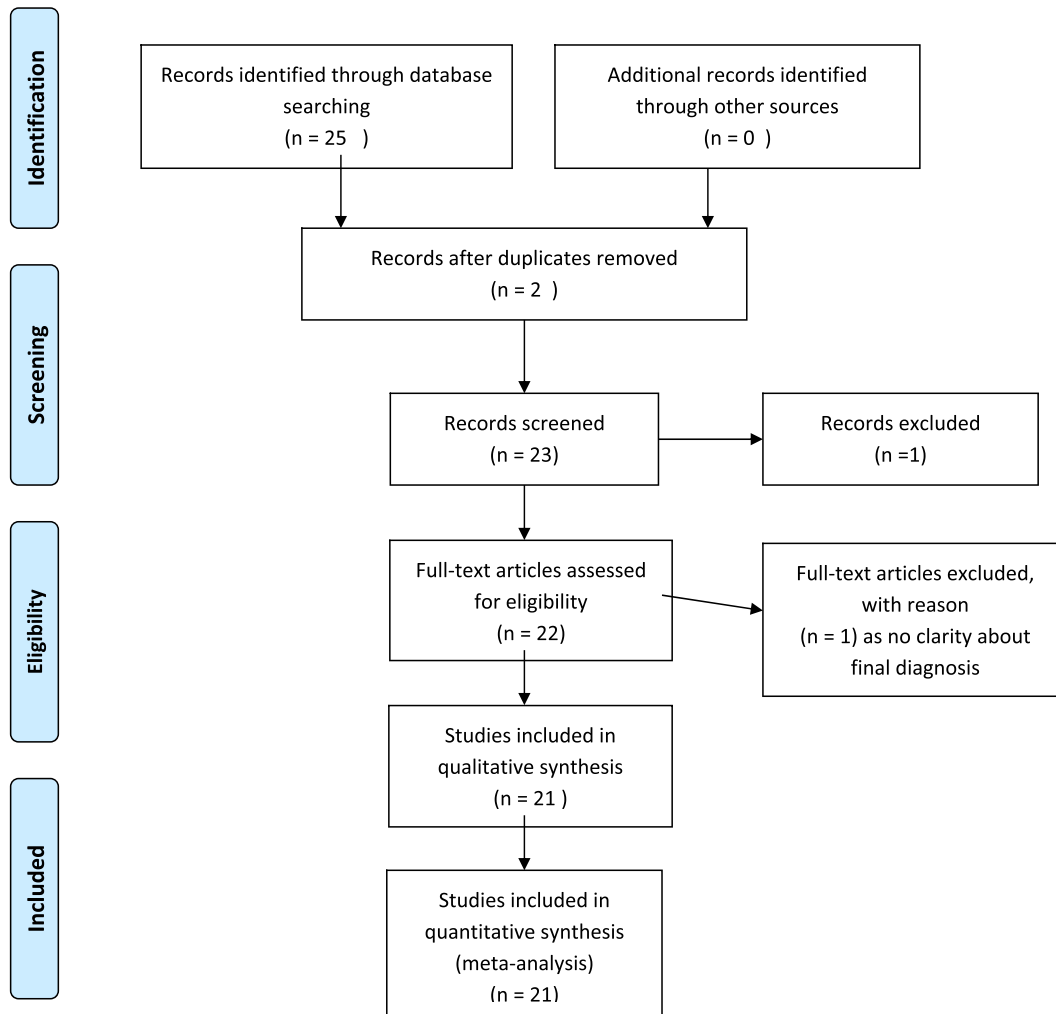 Identification
Records identified through database
searching
(n = 25   )
Additional records identified
through other sources
(n = 0  )
Records after duplicates removed
(n = 2  )
Screening
Records screened
(n = 23)
Records excluded
(n =1)
Eligibility
Full-text articles assessed
for eligibility
(n = 22)
Full-text articles excluded,
with reason
(n = 1) as no clarity about
final diagnosis
Studies included in
qualitative synthesis
(n = 21 )
Included
Studies included in
quantitative synthesis
(meta-analysis)
(n = 21)